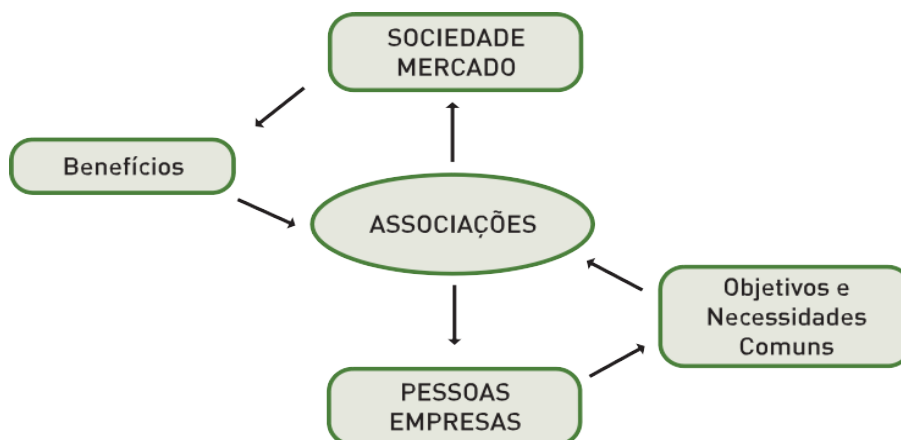 SOCIEDADE
MERCADO
Benefícios
ASSOCIAÇÕES
Objetivos e
Necessidades
Comuns
PESSOAS
EMPRESAS